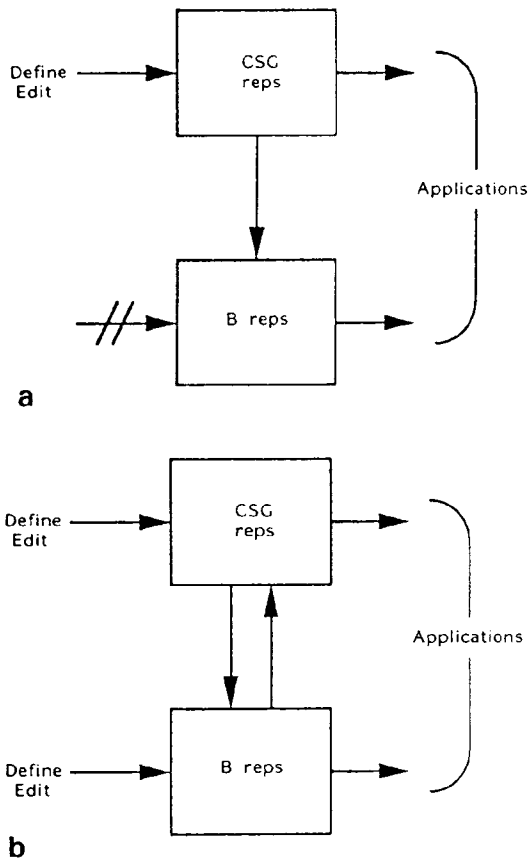 CSG
reps
Define
Edit
Applications
B reps
a
CSG
reps
Define
Edit
Applications
B reps
Define
Edit
b